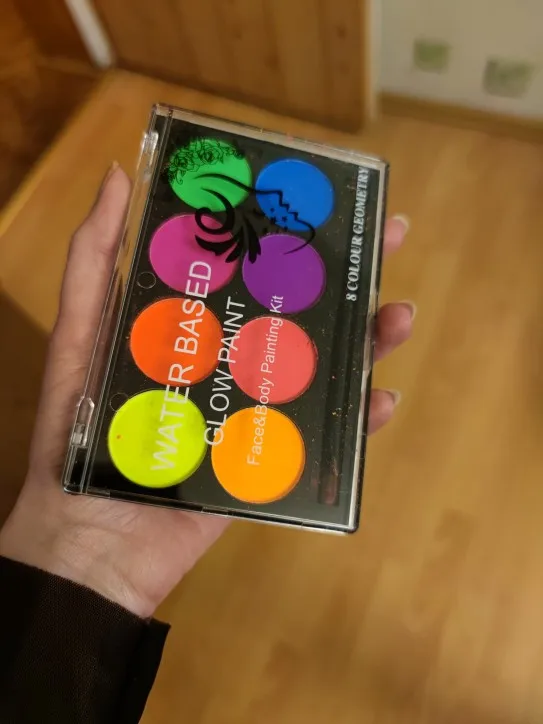 WATER BASED
GLOW PAINT
Face&Body Painting Kit
8 COLOUR GEOMETRY